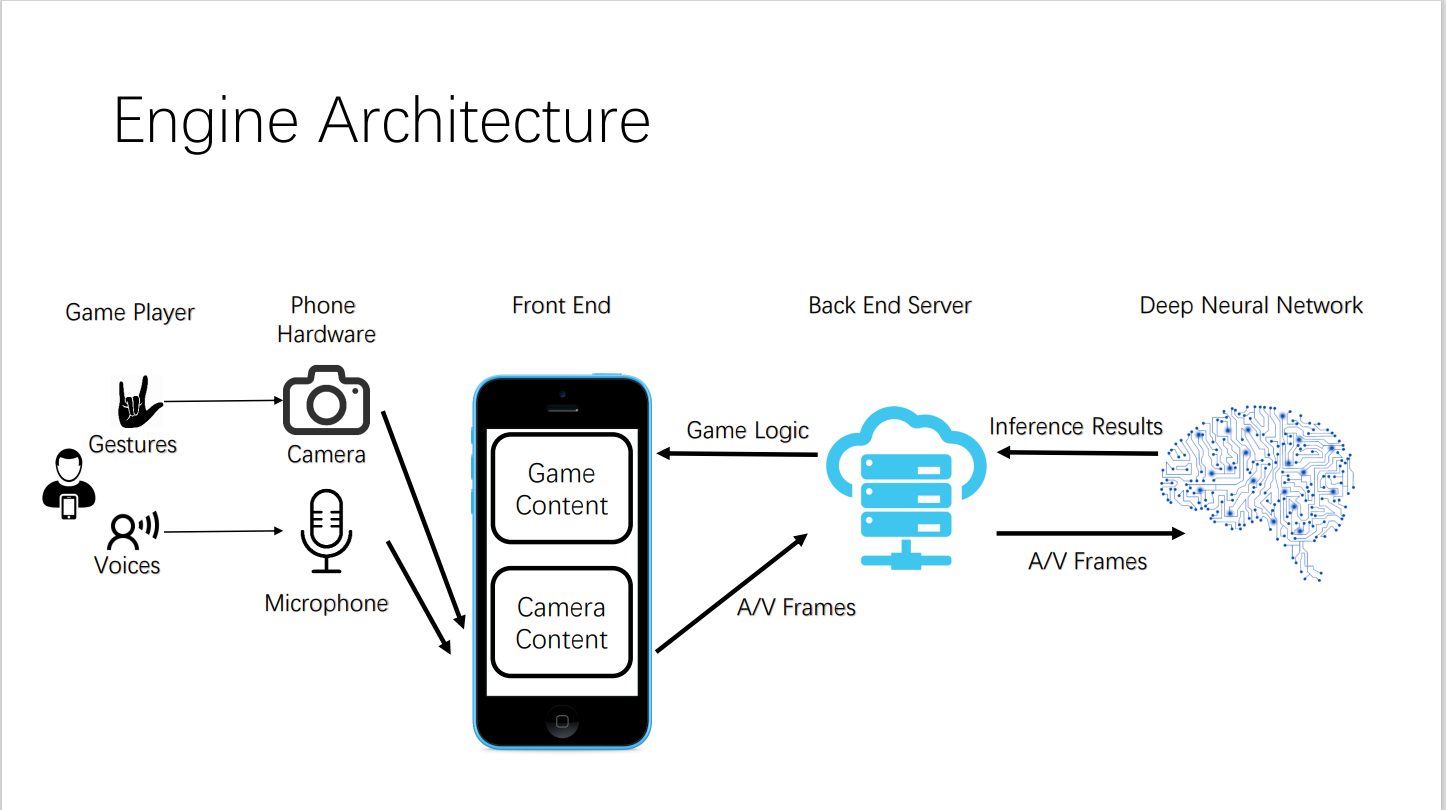 Engine Architecture
Game Player
Phone
Hardware
Front End
Back End Server
Deep Neural Network
Gestures
Camera
Voices
Microphone
Game
Content
Camera
Content
Game Logic
A/V Frames
Inference Results
A/V Frames